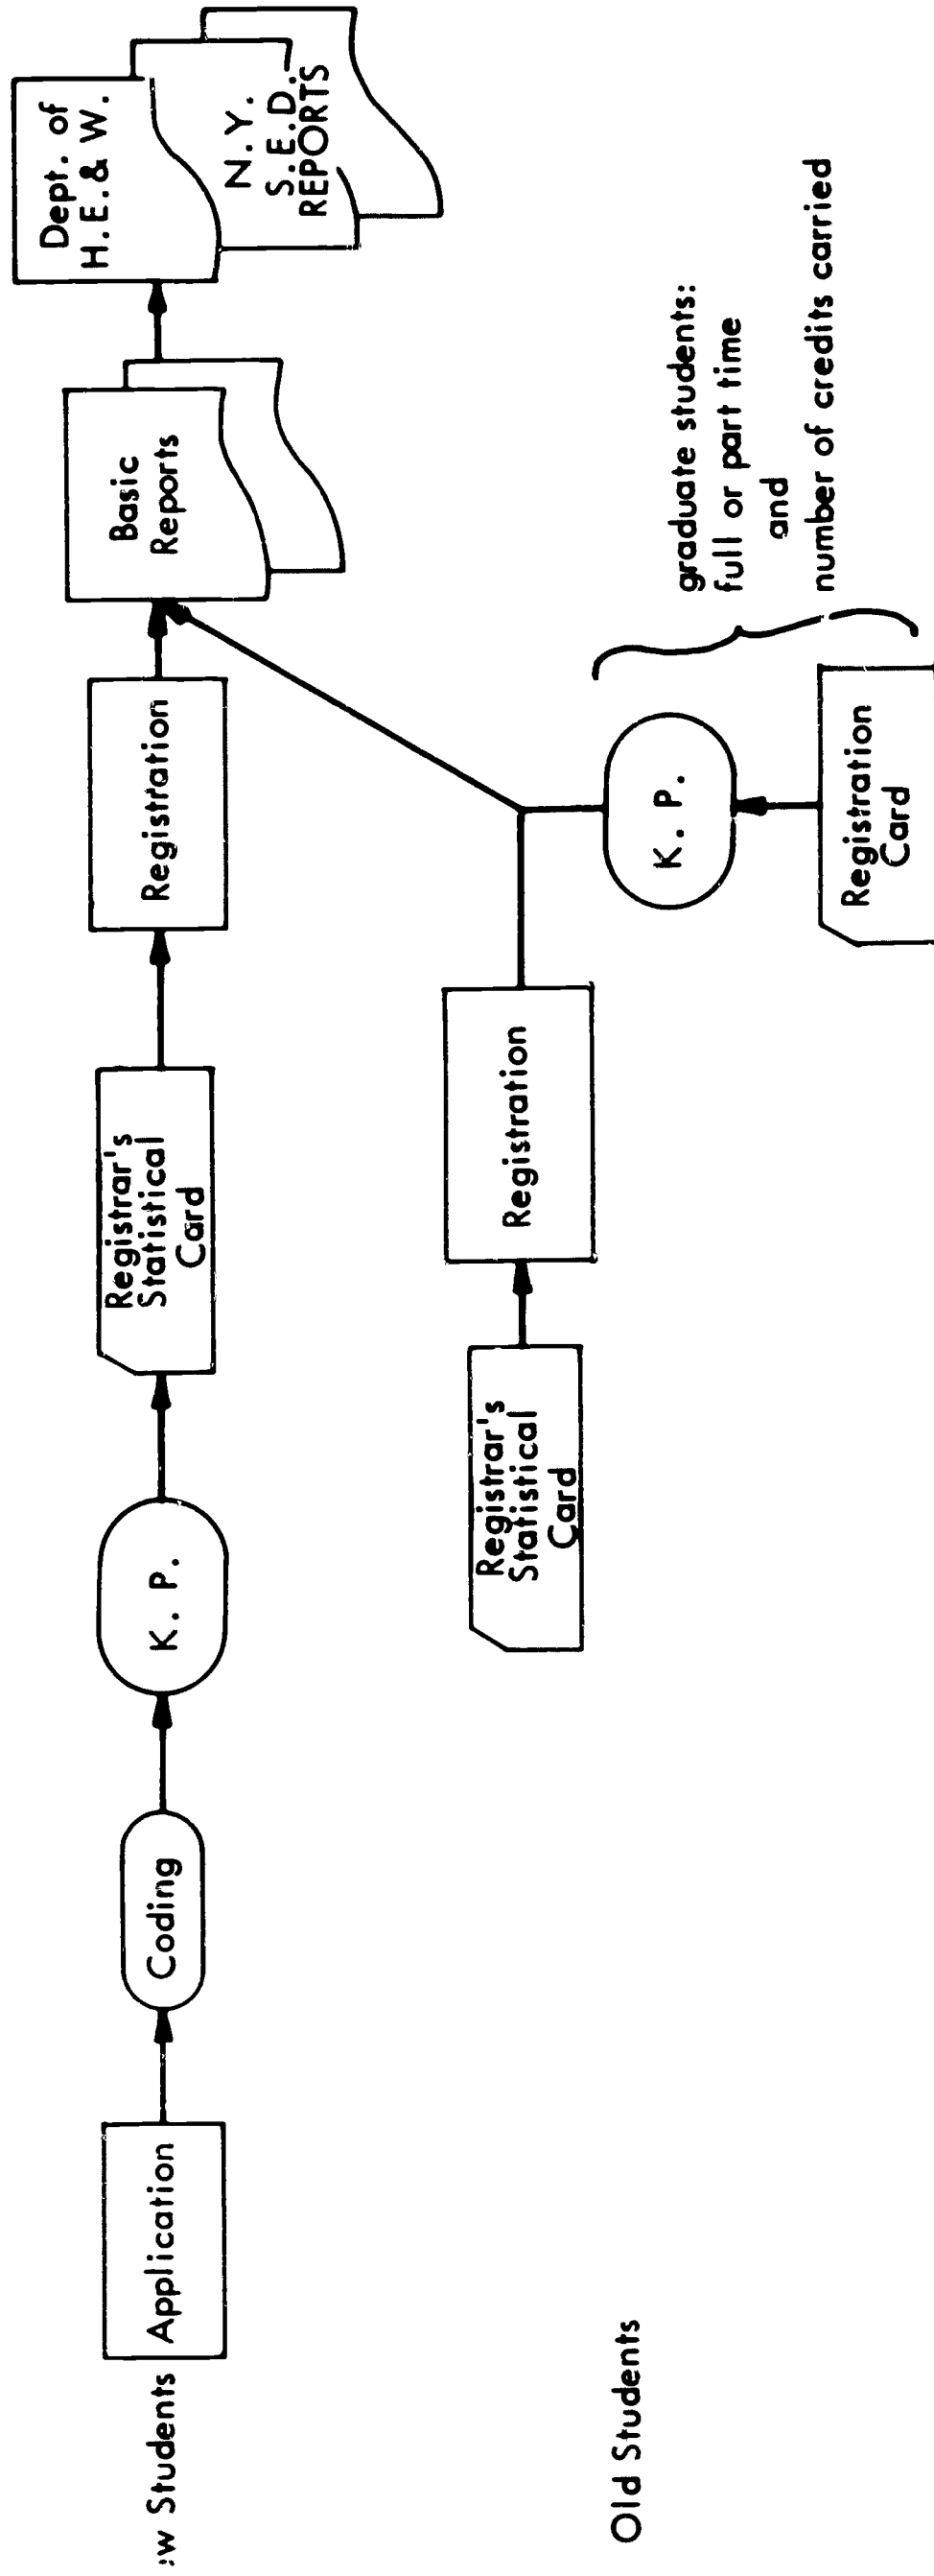 Students
Application
Coding
K. P.
Registrar's
Statistical
Card
Registration
Basic
Reports
Dept. of
H.E.& W.
N.Y.
S.E.D.
REPORTS
Old Students
Registrar's
Statistical
Card
Registration
K. P.
Registration
Card
graduate students:
full or part time
and
number of credits carried